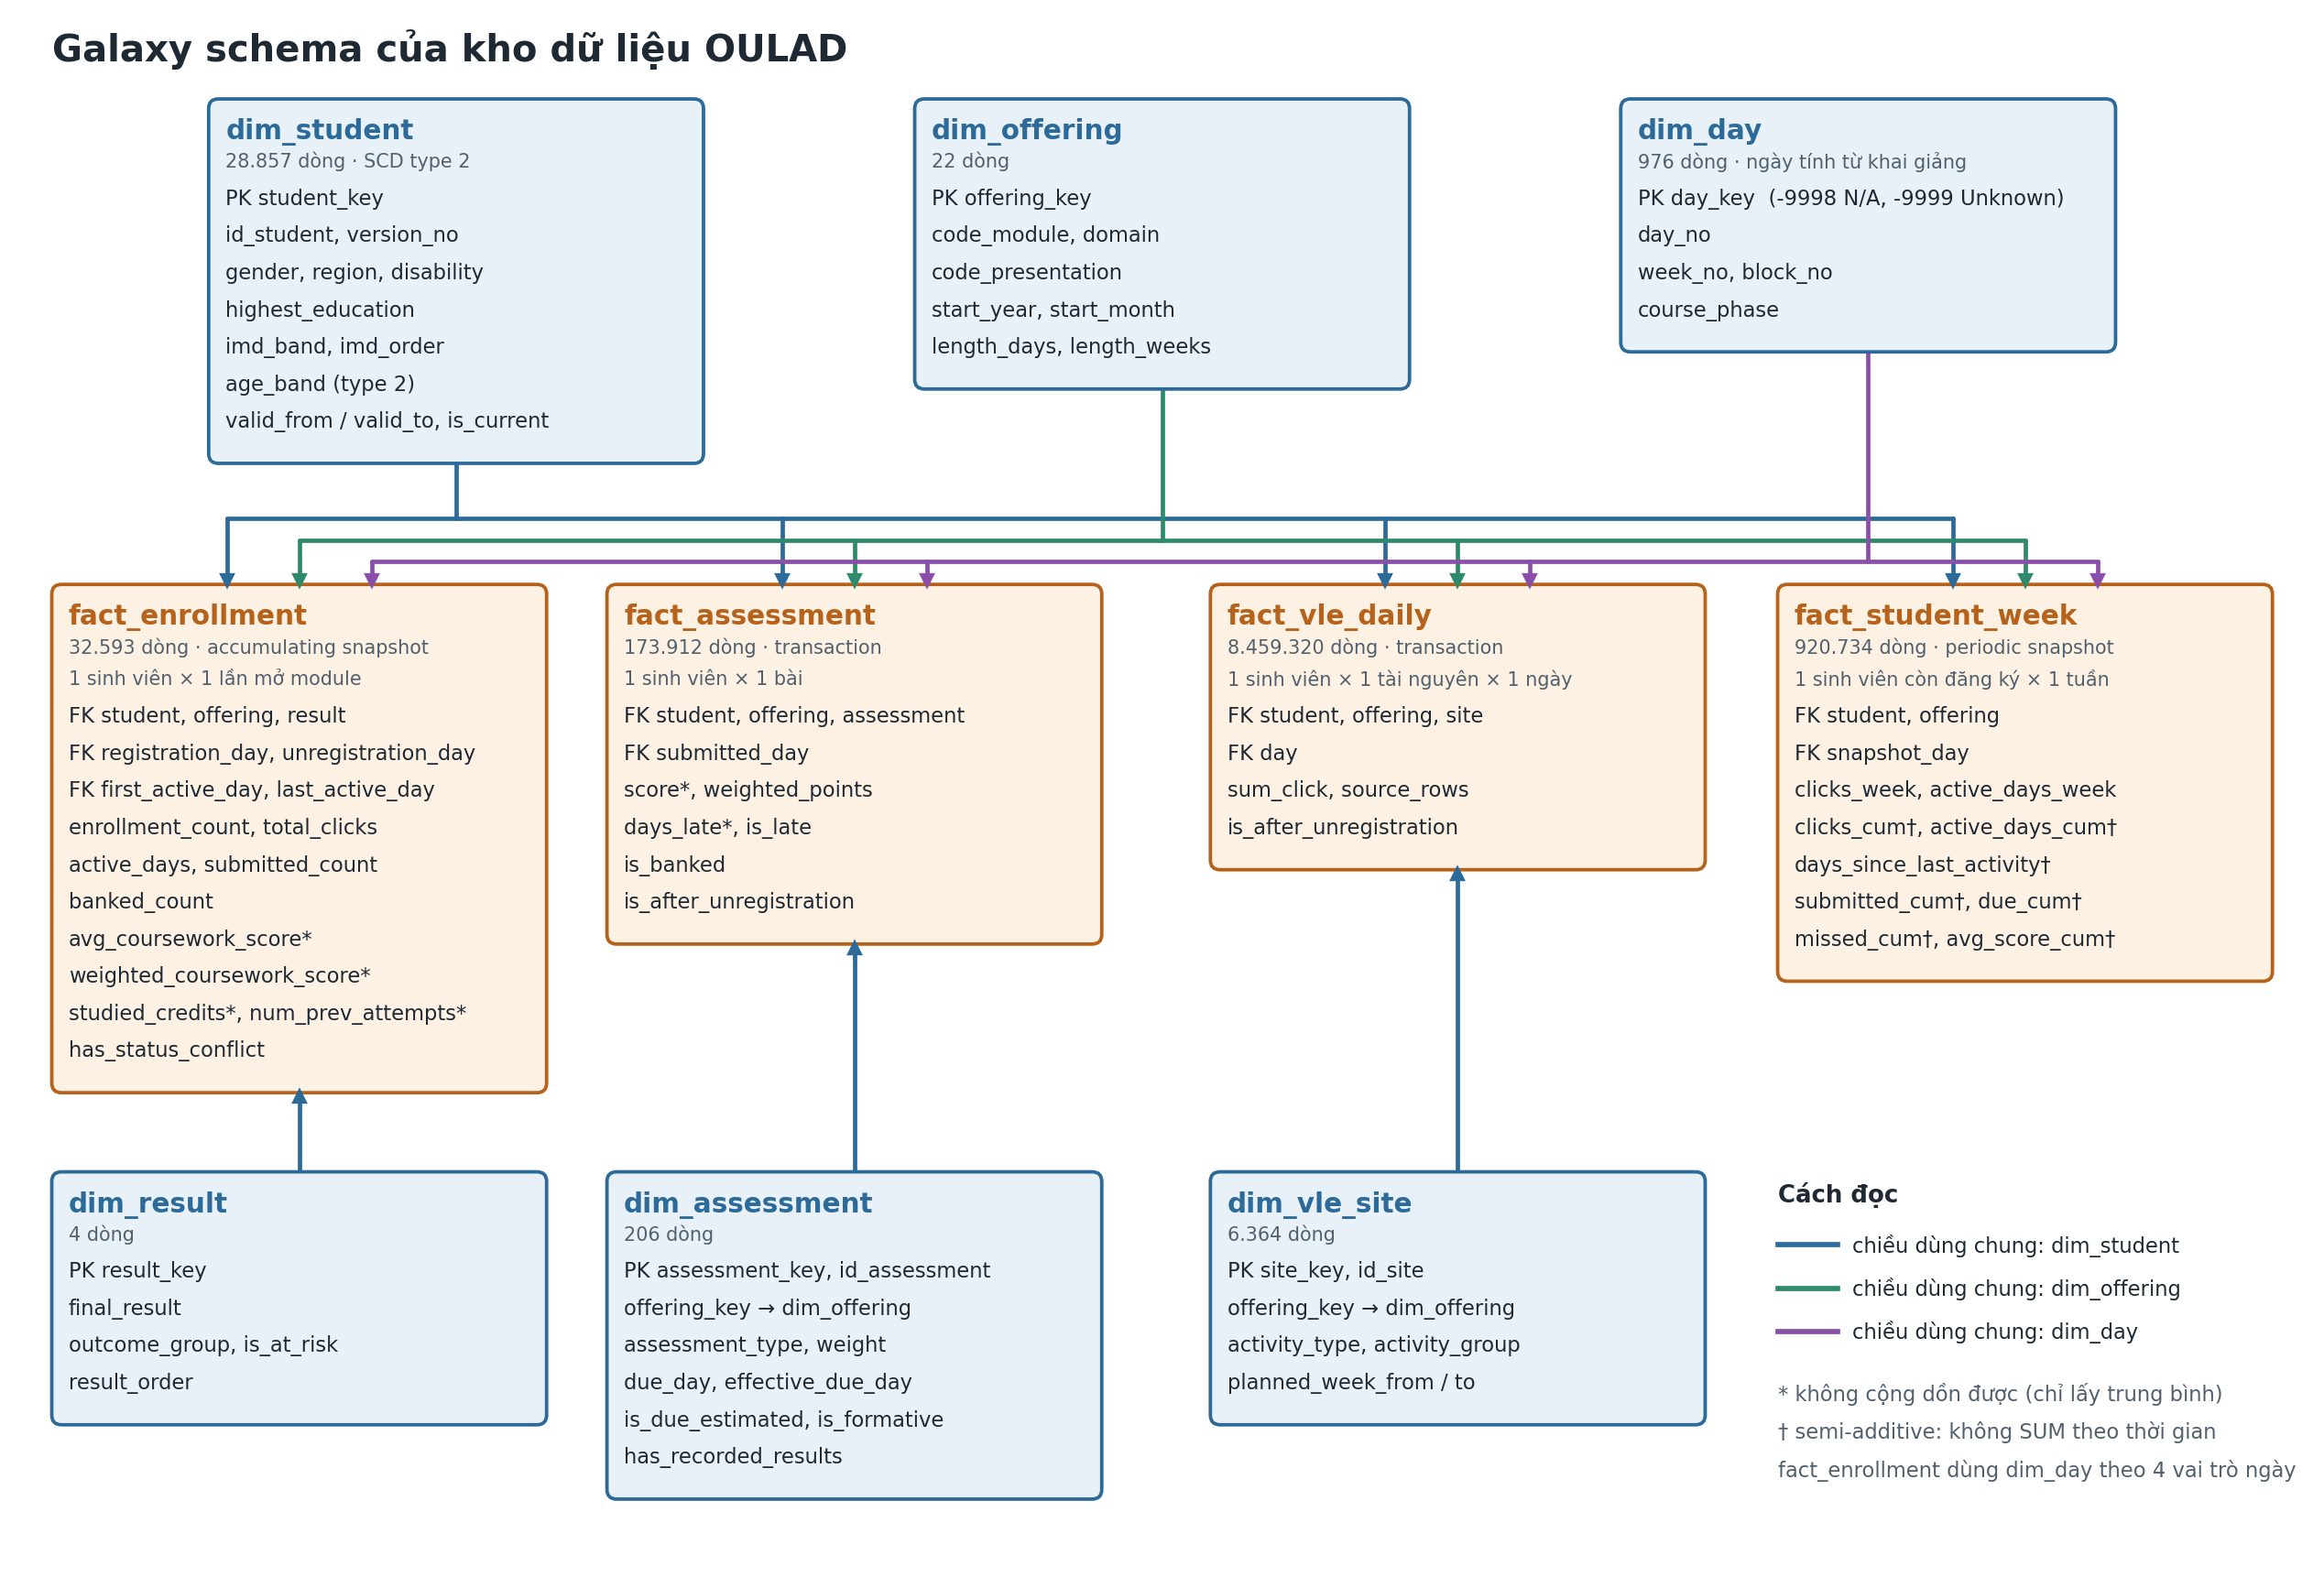 Galaxy schema của kho dữ liệu OULAD
dim_student
28.857 dòng · SCD type 2
PK student_key
id_student, version_no
gender, region, disability
highest_education
imd_band, imd_order
age_band (type 2)
valid_from / valid_to, is_current
dim_offering
22 dòng
PK offering_key
code_module, domain
code_presentation
start_year, start_month
length_days, length_weeks
dim_day
976 dòng · ngày tính từ khai giảng
PK day_key  (-9998 N/A, -9999 Unknown)
day_no
week_no, block_no
course_phase
fact_enrollment
32.593 dòng · accumulating snapshot
1 sinh viên × 1 lần mở module
FK student, offering, result
FK registration_day, unregistration_day
FK first_active_day, last_active_day
enrollment_count, total_clicks
active_days, submitted_count
banked_count
avg_coursework_score*
weighted_coursework_score*
studied_credits*, num_prev_attempts*
has_status_conflict
fact_assessment
173.912 dòng · transaction
1 sinh viên × 1 bài
FK student, offering, assessment
FK submitted_day
score*, weighted_points
days_late*, is_late
is_banked
is_after_unregistration
fact_vle_daily
8.459.320 dòng · transaction
1 sinh viên × 1 tài nguyên × 1 ngày
FK student, offering, site
FK day
sum_click, source_rows
is_after_unregistration
fact_student_week
920.734 dòng · periodic snapshot
1 sinh viên còn đăng ký × 1 tuần
FK student, offering
FK snapshot_day
clicks_week, active_days_week
clicks_cum†, active_days_cum†
days_since_last_activity†
submitted_cum†, due_cum†
missed_cum†, avg_score_cum†
dim_result
4 dòng
PK result_key
final_result
outcome_group, is_at_risk
result_order
dim_assessment
206 dòng
PK assessment_key, id_assessment
offering_key → dim_offering
assessment_type, weight
due_day, effective_due_day
is_due_estimated, is_formative
has_recorded_results
dim_vle_site
6.364 dòng
PK site_key, id_site
offering_key → dim_offering
activity_type, activity_group
planned_week_from / to
Cách đọc
chiều dùng chung: dim_student
chiều dùng chung: dim_offering
chiều dùng chung: dim_day
* không cộng dồn được (chỉ lấy trung bình)
† semi-additive: không SUM theo thời gian
fact_enrollment dùng dim_day theo 4 vai trò ngày